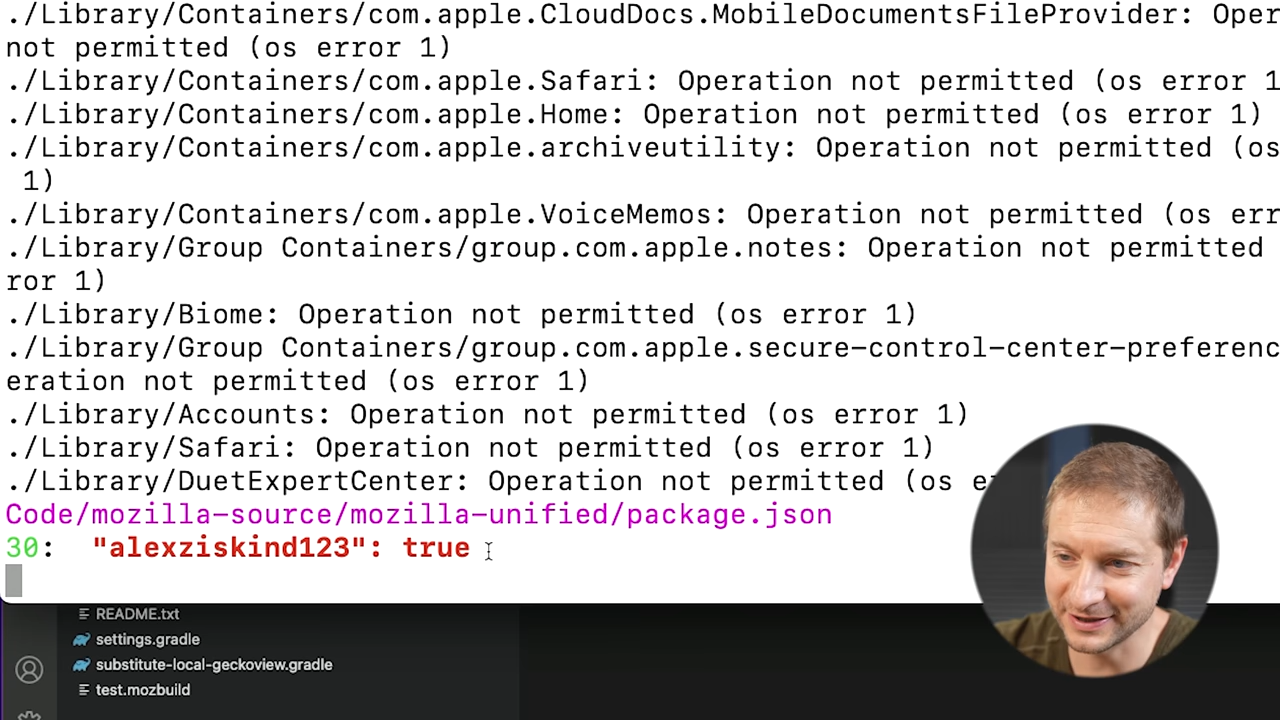 ./Library/Containers/com.apple.CloudDocs.MobileDocumentsFileProvider: Oper
not permitted (os error 1)
./Library/Containers/com.apple.Safari: Operation not permitted (os error 1
./Library/Containers/com.apple.Home: Operation not permitted (os error 1)
./Library/Containers/com.apple.archiveutility: Operation not permitted (os
1)
./Library/Containers/com.apple.VoiceMemos: Operation not permitted (os err
./Library/Group Containers/group.com.apple.notes: Operation not permitted
ror 1)
./Library/Biome: Operation not permitted (os error 1)
./Library/Group Containers/group.com.apple.secure-control-center-preferenc
eration not permitted (os error 1)
./Library/Accounts: Operation not permitted (os error 1)
./Library/Safari: Operation not permitted (os error 1)
./Library/DuetExpertCenter: Operation not permitted (os e
Code/mozilla-source/mozilla-unified/package.json
30: "alexziskind123": true
README.txt
settings.gradle
substitute-local-geckoview.gradle
test.mozbuild